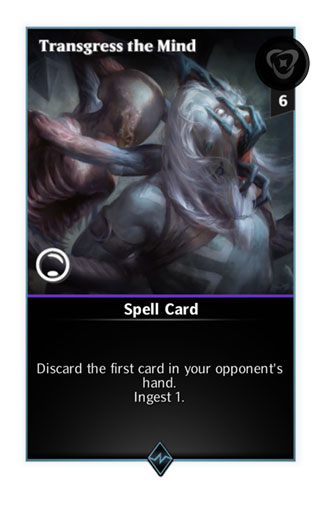 Transgress the Mind
6
Spell Card
Discard the first card in your opponent's
hand.
Ingest 1.